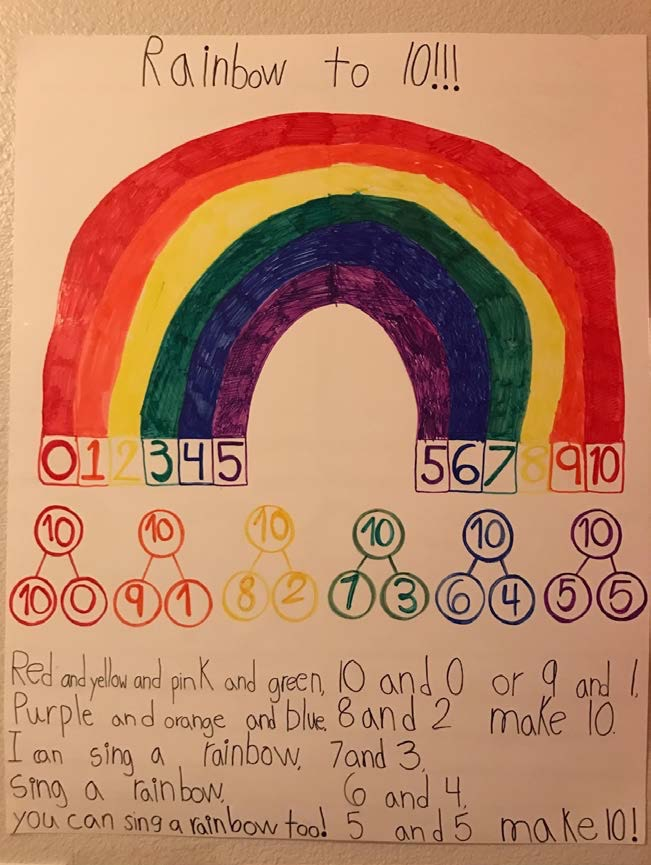 Rainbow to 10!!!
0 1 2 3 4 5 5 6 7 8 9 10
10 10 10 10 10 10
10 0 9 1 8 2 7 3 6 4 5 5
Red and yellow and pink and green, 10 and 0 or 9 and 1,
Purple and orange and blue, 8 and 2 make 10.
I can sing a rainbow, 7 and 3,
sing a rainbow, 6 and 4,
you can sing a rainbow too! 5 and 5 make 10!